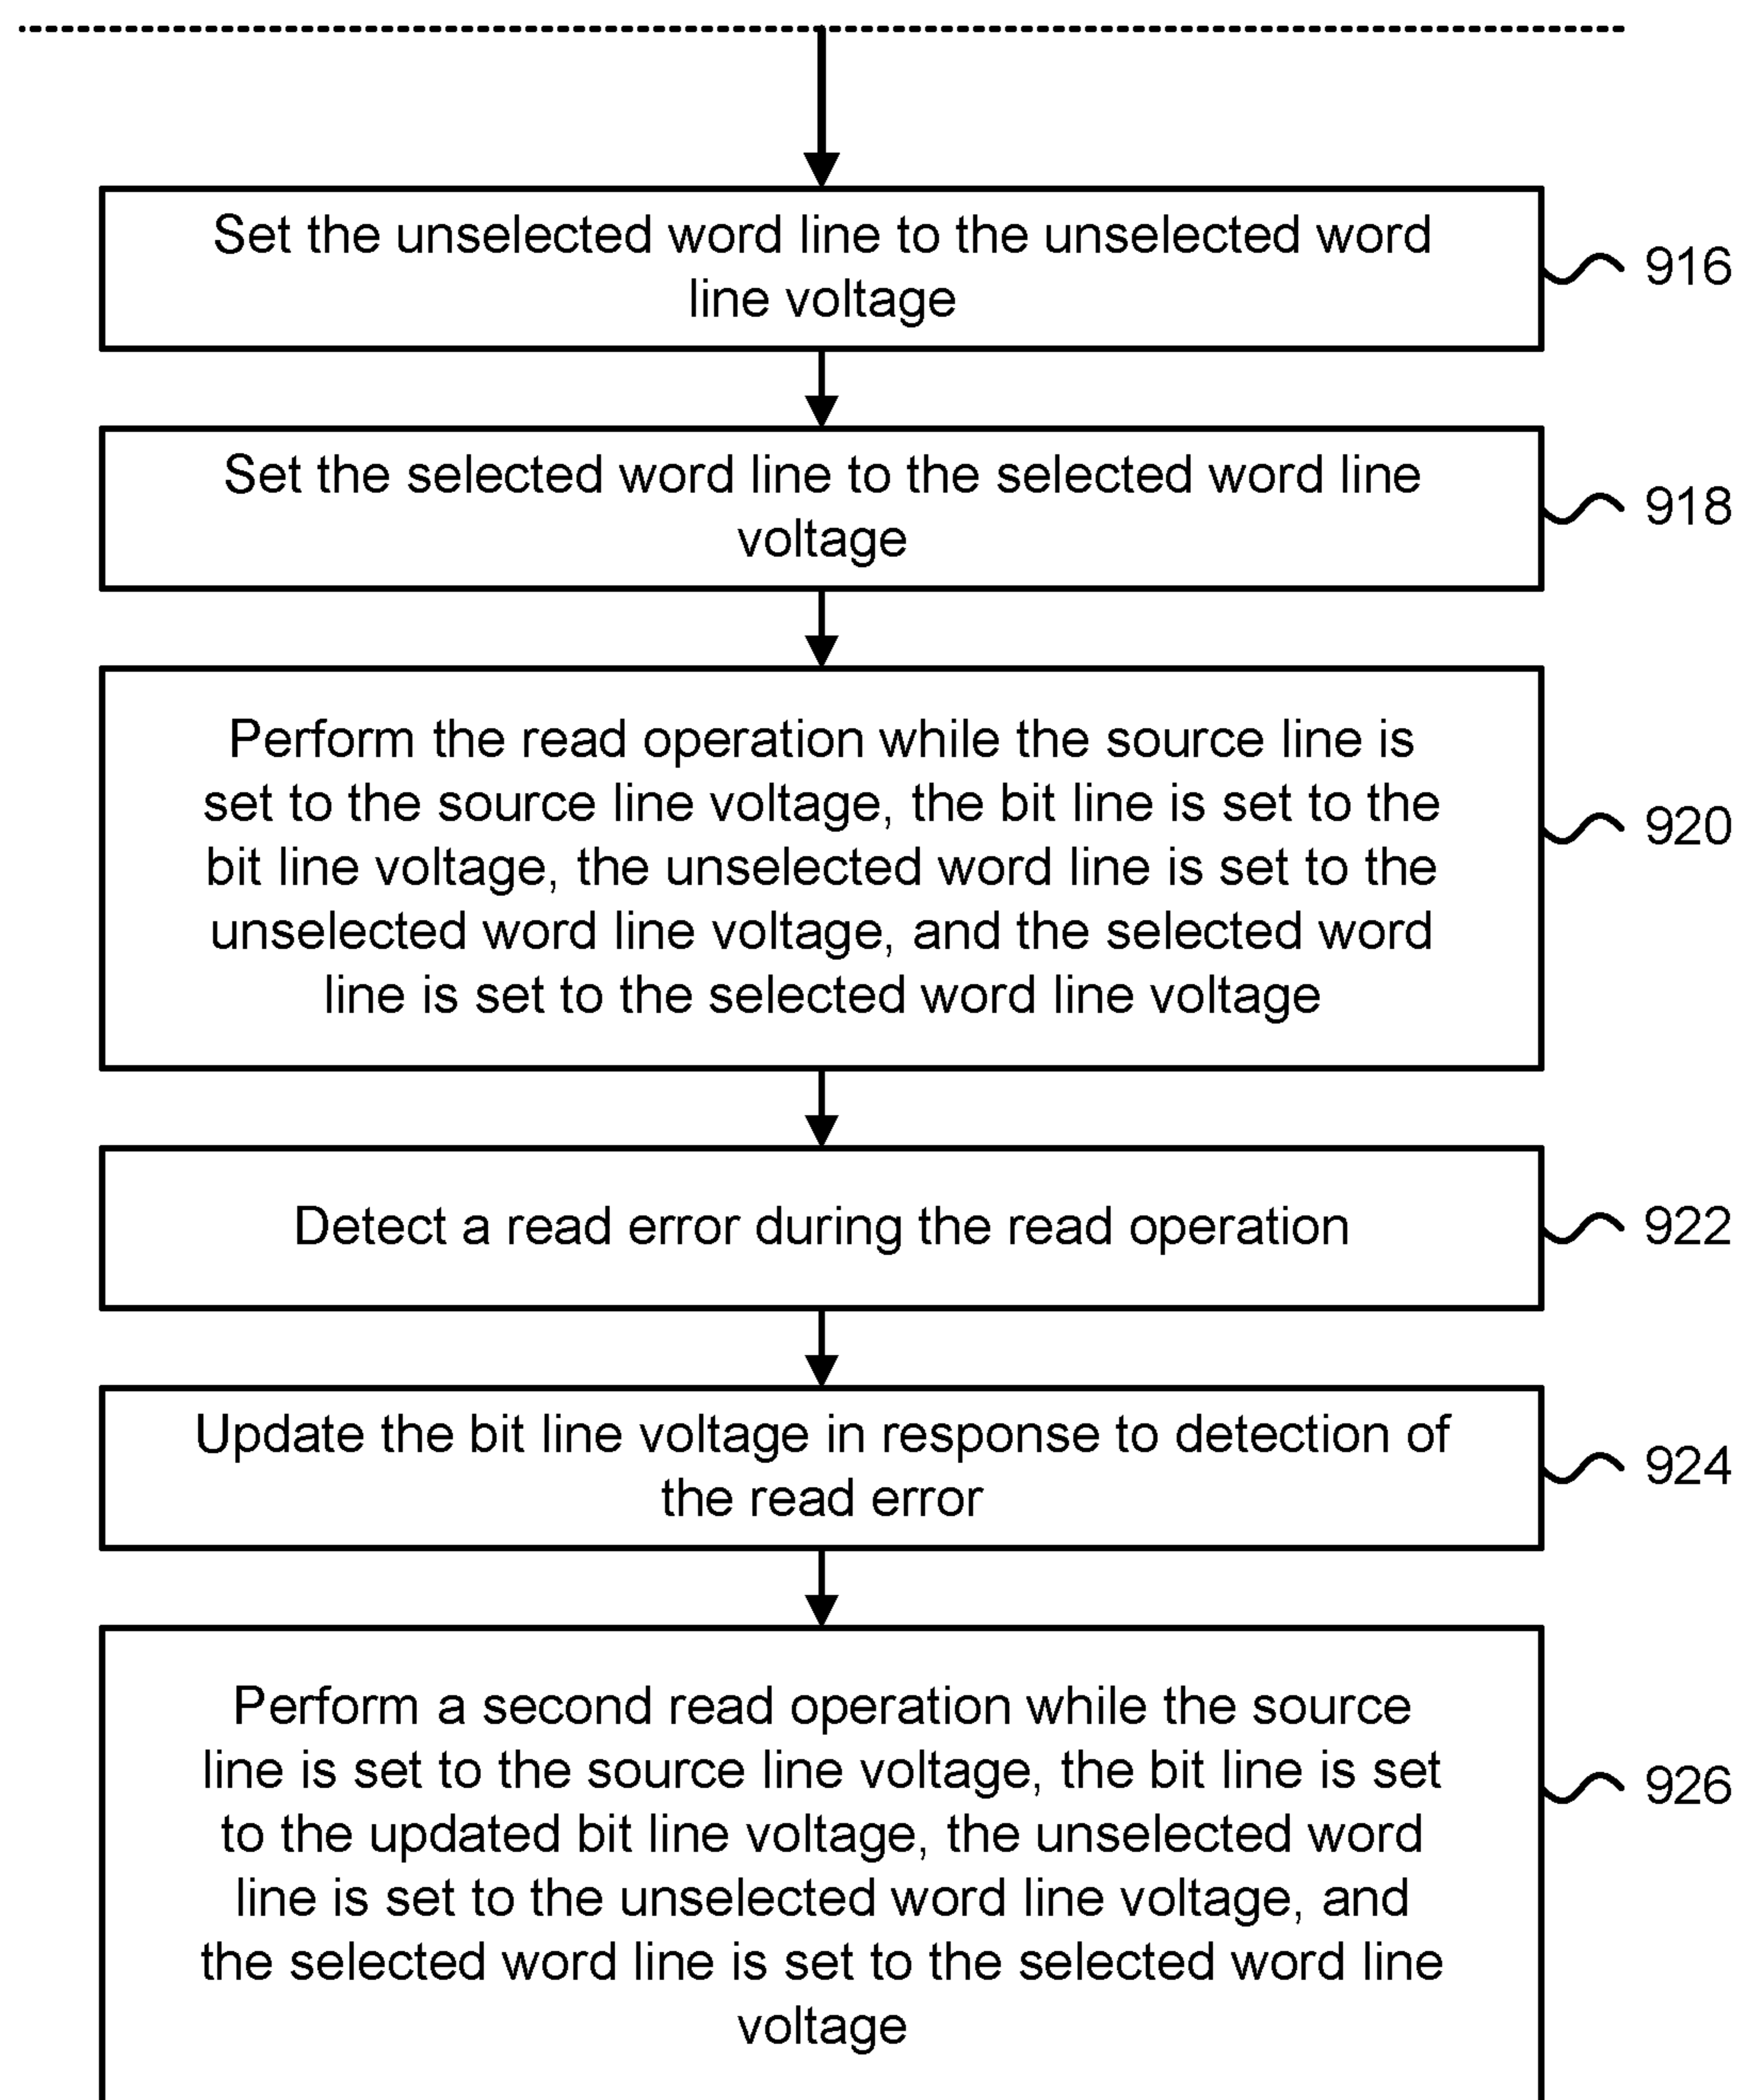 Set the unselected word line to the unselected word
line voltage
916
Set the selected word line to the selected word line
voltage
918
Perform the read operation while the source line is
set to the source line voltage, the bit line is set to the
bit line voltage, the unselected word line is set to the
unselected word line voltage, and the selected word
line is set to the selected word line voltage
920
Detect a read error during the read operation
922
Update the bit line voltage in response to detection of
the read error
924
Perform a second read operation while the source
line is set to the source line voltage, the bit line is set
to the updated bit line voltage, the unselected word
line is set to the unselected word line voltage, and
the selected word line is set to the selected word line
voltage
926